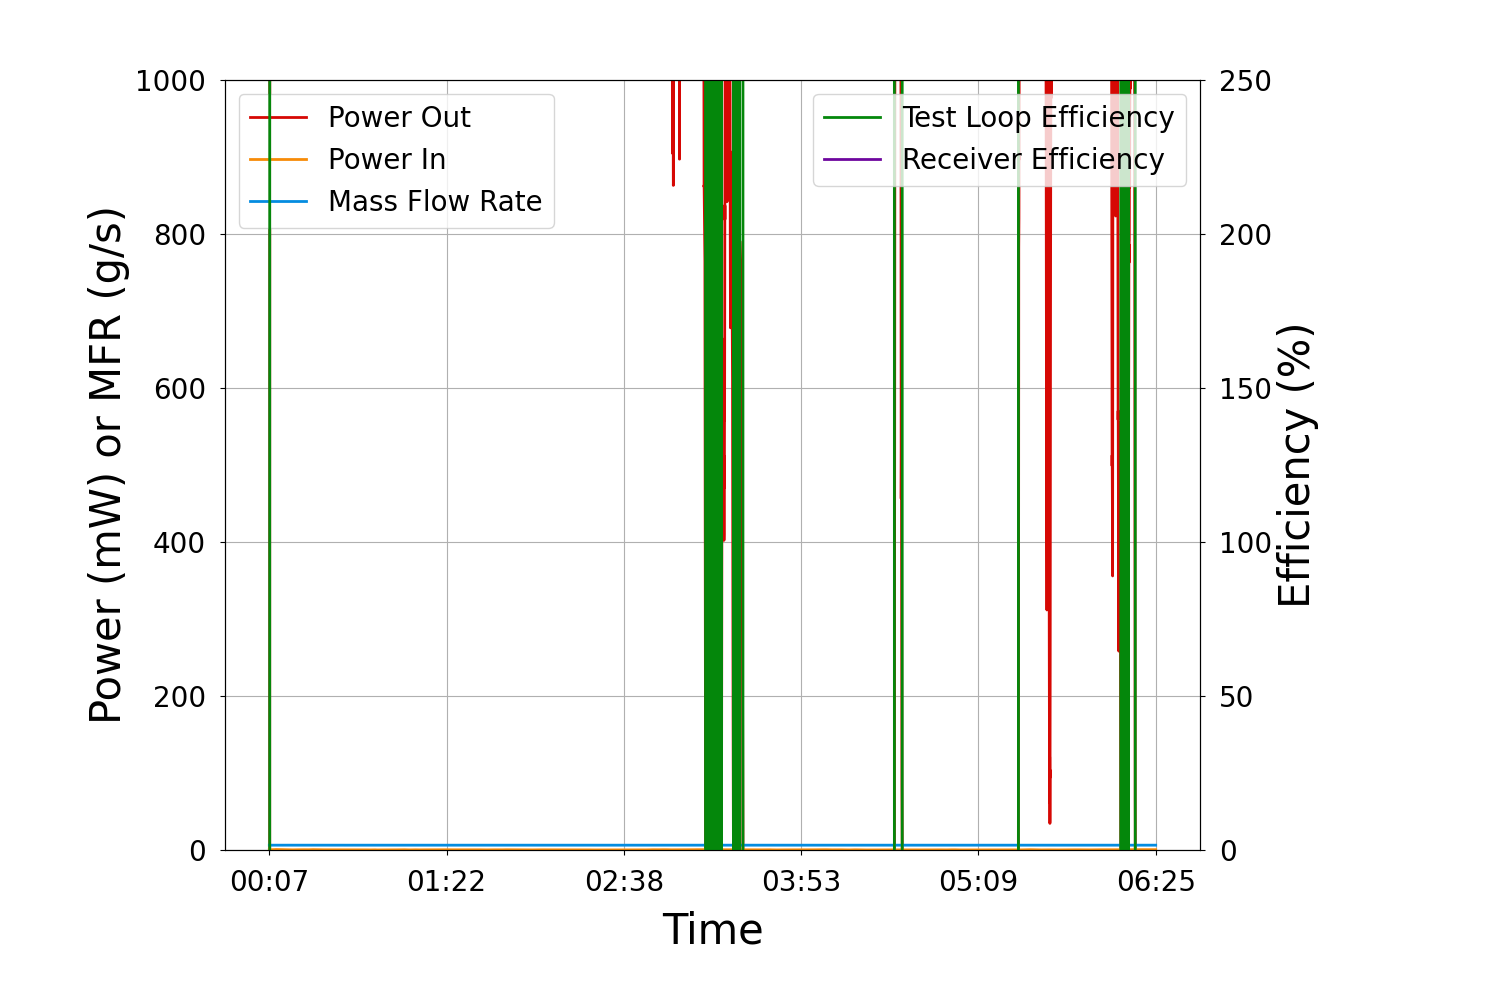 1000
800
600
400
200
0
Power (mW) or MFR (g/s)
Power Out
Power In
Mass Flow Rate
Test Loop Efficiency
Receiver Efficiency
250
200
150
100
50
0
Efficiency (%)
00:07 01:22 02:38 03:53 05:09 06:25
Time